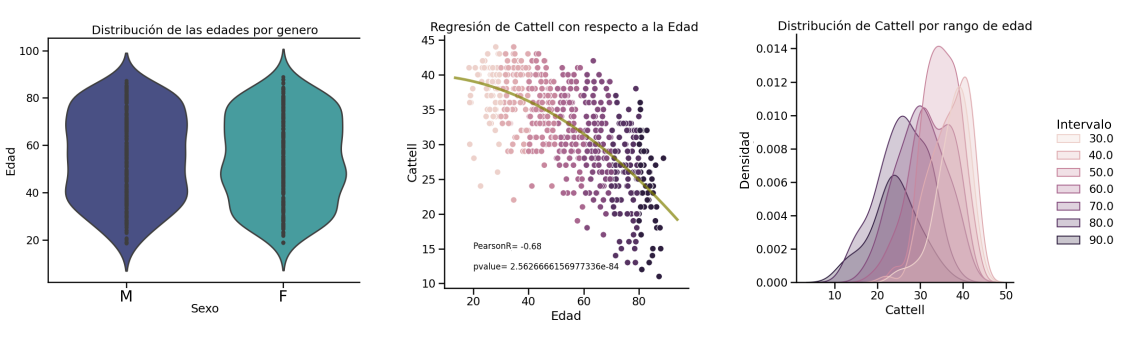 Distribución de las edades por genero
100
80
60
40
20
Edad
M
F
Sexo
Regresión de Cattell con respecto a la Edad
45
40
35
30
25
20
15
10
Cattell
PearsonR= -0.68
pvalue= 2.5626666156977336e-84
20
40
60
80
Edad
Distribución de Cattell por rango de edad
0.014
0.012
0.010
0.008
0.006
0.004
0.002
0.000
Densidad
10
20
30
40
50
Cattell
Intervalo
30.0
40.0
50.0
60.0
70.0
80.0
90.0